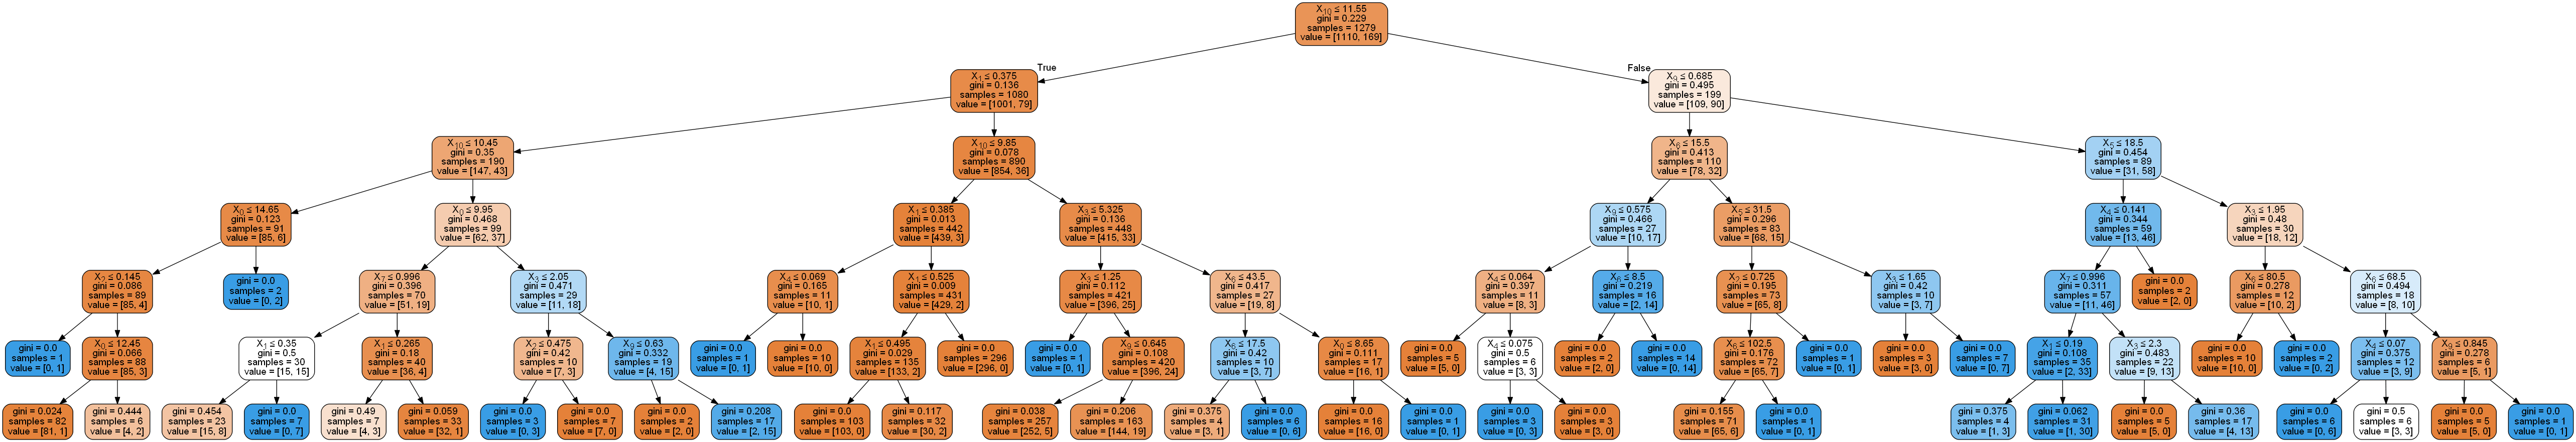 X10 ≤ 11.55
gini = 0.229
samples = 1279
value = [1110, 169]
True
False
X1 ≤ 0.375
gini = 0.136
samples = 1080
value = [1001, 79]
X9 ≤ 0.685
gini = 0.495
samples = 199
value = [109, 90]
X10 ≤ 10.45
gini = 0.35
samples = 190
value = [147, 43]
X10 ≤ 9.85
gini = 0.078
samples = 890
value = [854, 36]
X6 ≤ 15.5
gini = 0.413
samples = 110
value = [78, 32]
X5 ≤ 18.5
gini = 0.454
samples = 89
value = [31, 58]
X0 ≤ 14.65
gini = 0.123
samples = 91
value = [85, 6]
X0 ≤ 9.95
gini = 0.468
samples = 99
value = [62, 37]
X1 ≤ 0.385
gini = 0.013
samples = 442
value = [439, 3]
X3 ≤ 5.325
gini = 0.136
samples = 448
value = [415, 33]
X9 ≤ 0.575
gini = 0.466
samples = 27
value = [10, 17]
X5 ≤ 31.5
gini = 0.296
samples = 83
value = [68, 15]
X4 ≤ 0.141
gini = 0.344
samples = 59
value = [13, 46]
X3 ≤ 1.95
gini = 0.48
samples = 30
value = [18, 12]
X2 ≤ 0.145
gini = 0.086
samples = 89
value = [85, 4]
gini = 0.0
samples = 2
value = [0, 2]
X7 ≤ 0.996
gini = 0.396
samples = 70
value = [51, 19]
X3 ≤ 2.05
gini = 0.471
samples = 29
value = [11, 18]
X4 ≤ 0.069
gini = 0.165
samples = 11
value = [10, 1]
X1 ≤ 0.525
gini = 0.009
samples = 431
value = [429, 2]
X3 ≤ 1.25
gini = 0.112
samples = 421
value = [396, 25]
X6 ≤ 43.5
gini = 0.417
samples = 27
value = [19, 8]
X4 ≤ 0.064
gini = 0.397
samples = 11
value = [8, 3]
X6 ≤ 8.5
gini = 0.219
samples = 16
value = [2, 14]
X2 ≤ 0.725
gini = 0.195
samples = 73
value = [65, 8]
X3 ≤ 1.65
gini = 0.42
samples = 10
value = [3, 7]
X7 ≤ 0.996
gini = 0.311
samples = 57
value = [11, 46]
gini = 0.0
samples = 2
value = [2, 0]
X6 ≤ 80.5
gini = 0.278
samples = 12
value = [10, 2]
X6 ≤ 68.5
gini = 0.494
samples = 18
value = [8, 10]
gini = 0.0
samples = 1
value = [0, 1]
X0 ≤ 12.45
gini = 0.066
samples = 88
value = [85, 3]
X1 ≤ 0.35
gini = 0.5
samples = 30
value = [15, 15]
X1 ≤ 0.265
gini = 0.18
samples = 40
value = [36, 4]
X2 ≤ 0.475
gini = 0.42
samples = 10
value = [7, 3]
X9 ≤ 0.63
gini = 0.332
samples = 19
value = [4, 15]
gini = 0.0
samples = 1
value = [0, 1]
gini = 0.0
samples = 10
value = [10, 0]
X1 ≤ 0.495
gini = 0.029
samples = 135
value = [133, 2]
gini = 0.0
samples = 296
value = [296, 0]
gini = 0.0
samples = 1
value = [0, 1]
X9 ≤ 0.645
gini = 0.108
samples = 420
value = [396, 24]
X6 ≤ 17.5
gini = 0.42
samples = 10
value = [3, 7]
X0 ≤ 8.65
gini = 0.111
samples = 17
value = [16, 1]
gini = 0.0
samples = 5
value = [5, 0]
X4 ≤ 0.075
gini = 0.5
samples = 6
value = [3, 3]
gini = 0.0
samples = 2
value = [2, 0]
gini = 0.0
samples = 14
value = [0, 14]
X6 ≤ 102.5
gini = 0.176
samples = 72
value = [65, 7]
gini = 0.0
samples = 1
value = [0, 1]
gini = 0.0
samples = 3
value = [3, 0]
gini = 0.0
samples = 7
value = [0, 7]
X1 ≤ 0.19
gini = 0.108
samples = 35
value = [2, 33]
X3 ≤ 2.3
gini = 0.483
samples = 22
value = [9, 13]
gini = 0.0
samples = 10
value = [10, 0]
gini = 0.0
samples = 2
value = [0, 2]
X4 ≤ 0.07
gini = 0.375
samples = 12
value = [3, 9]
X9 ≤ 0.845
gini = 0.278
samples = 6
value = [5, 1]
gini = 0.024
samples = 82
value = [81, 1]
gini = 0.444
samples = 6
value = [4, 2]
gini = 0.454
samples = 23
value = [15, 8]
gini = 0.0
samples = 7
value = [0, 7]
gini = 0.49
samples = 7
value = [4, 3]
gini = 0.059
samples = 33
value = [32, 1]
gini = 0.0
samples = 3
value = [0, 3]
gini = 0.0
samples = 7
value = [7, 0]
gini = 0.0
samples = 2
value = [2, 0]
gini = 0.208
samples = 17
value = [2, 15]
gini = 0.0
samples = 103
value = [103, 0]
gini = 0.117
samples = 32
value = [30, 2]
gini = 0.038
samples = 257
value = [252, 5]
gini = 0.206
samples = 163
value = [144, 19]
gini = 0.375
samples = 4
value = [3, 1]
gini = 0.0
samples = 6
value = [0, 6]
gini = 0.0
samples = 16
value = [16, 0]
gini = 0.0
samples = 1
value = [0, 1]
gini = 0.0
samples = 3
value = [0, 3]
gini = 0.0
samples = 3
value = [3, 0]
gini = 0.155
samples = 71
value = [65, 6]
gini = 0.0
samples = 1
value = [0, 1]
gini = 0.375
samples = 4
value = [1, 3]
gini = 0.062
samples = 31
value = [1, 30]
gini = 0.0
samples = 5
value = [5, 0]
gini = 0.36
samples = 17
value = [4, 13]
gini = 0.0
samples = 6
value = [0, 6]
gini = 0.5
samples = 6
value = [3, 3]
gini = 0.0
samples = 5
value = [5, 0]
gini = 0.0
samples = 1
value = [0, 1]